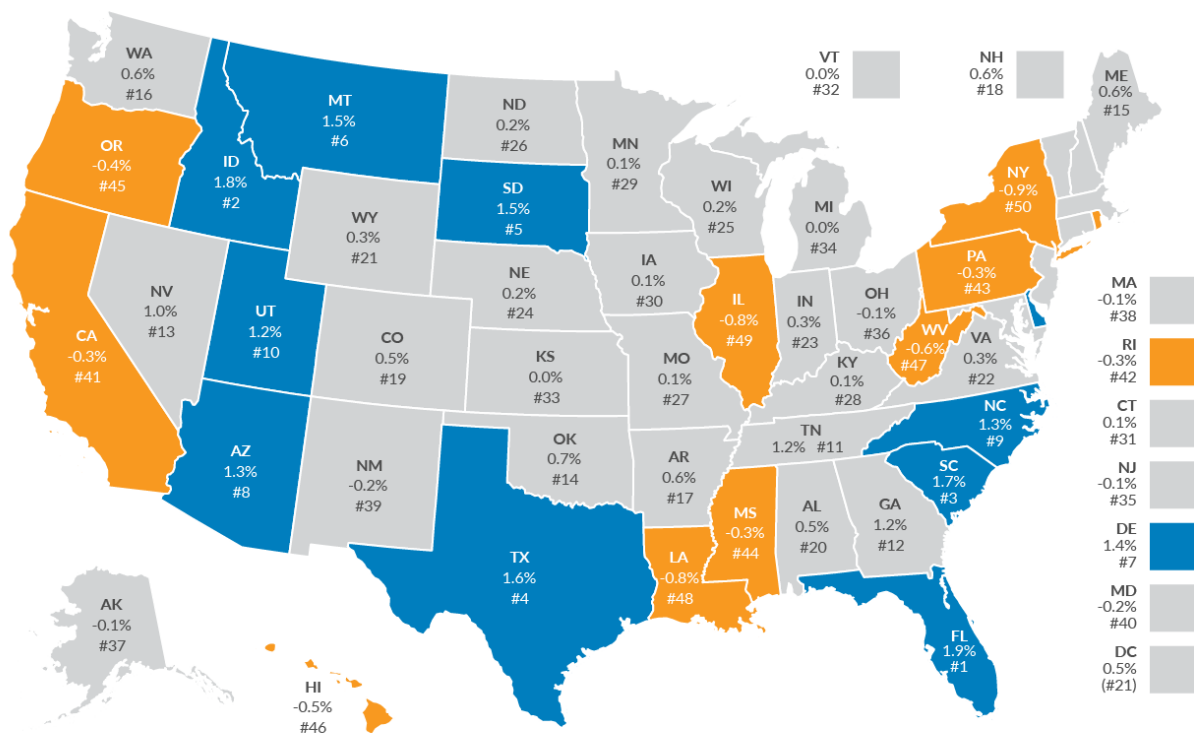 WA
0.6%
#16
OR
-0.4%
#45
CA
-0.3%
#41
NV
1.0%
#13
ID
1.8%
#2
MT
1.5%
#6
WY
0.3%
#21
UT
1.2%
#10
AZ
1.3%
#8
CO
0.5%
#19
NM
-0.2%
#39
ND
0.2%
#26
SD
1.5%
#5
NE
0.2%
#24
KS
0.0%
#33
OK
0.7%
#14
TX
1.6%
#4
MN
0.1%
#29
IA
0.1%
#30
MO
0.1%
#27
AR
0.6%
#17
LA
-0.8%
#48
WI
0.2%
#25
IL
-0.8%
#49
MS
-0.3%
#44
MI
0.0%
#34
IN
0.3%
#23
OH
-0.1%
#36
KY
0.1%
#28
TN
1.2% #11
AL
0.5%
#20
GA
1.2%
#12
FL
1.9%
#1
SC
1.7%
#3
NC
1.3%
#9
VA
0.3%
#22
WV
-0.6%
#47
PA
-0.3%
#43
NY
-0.9%
#50
VT
0.0%
#32
NH
0.6%
#18
ME
0.6%
#15
MA
-0.1%
#38
RI
-0.3%
#42
CT
0.1%
#31
NJ
-0.1%
#35
DE
1.4%
#7
MD
-0.2%
#40
DC
0.5%
(#21)
AK
-0.1%
#37
HI
-0.5%
#46